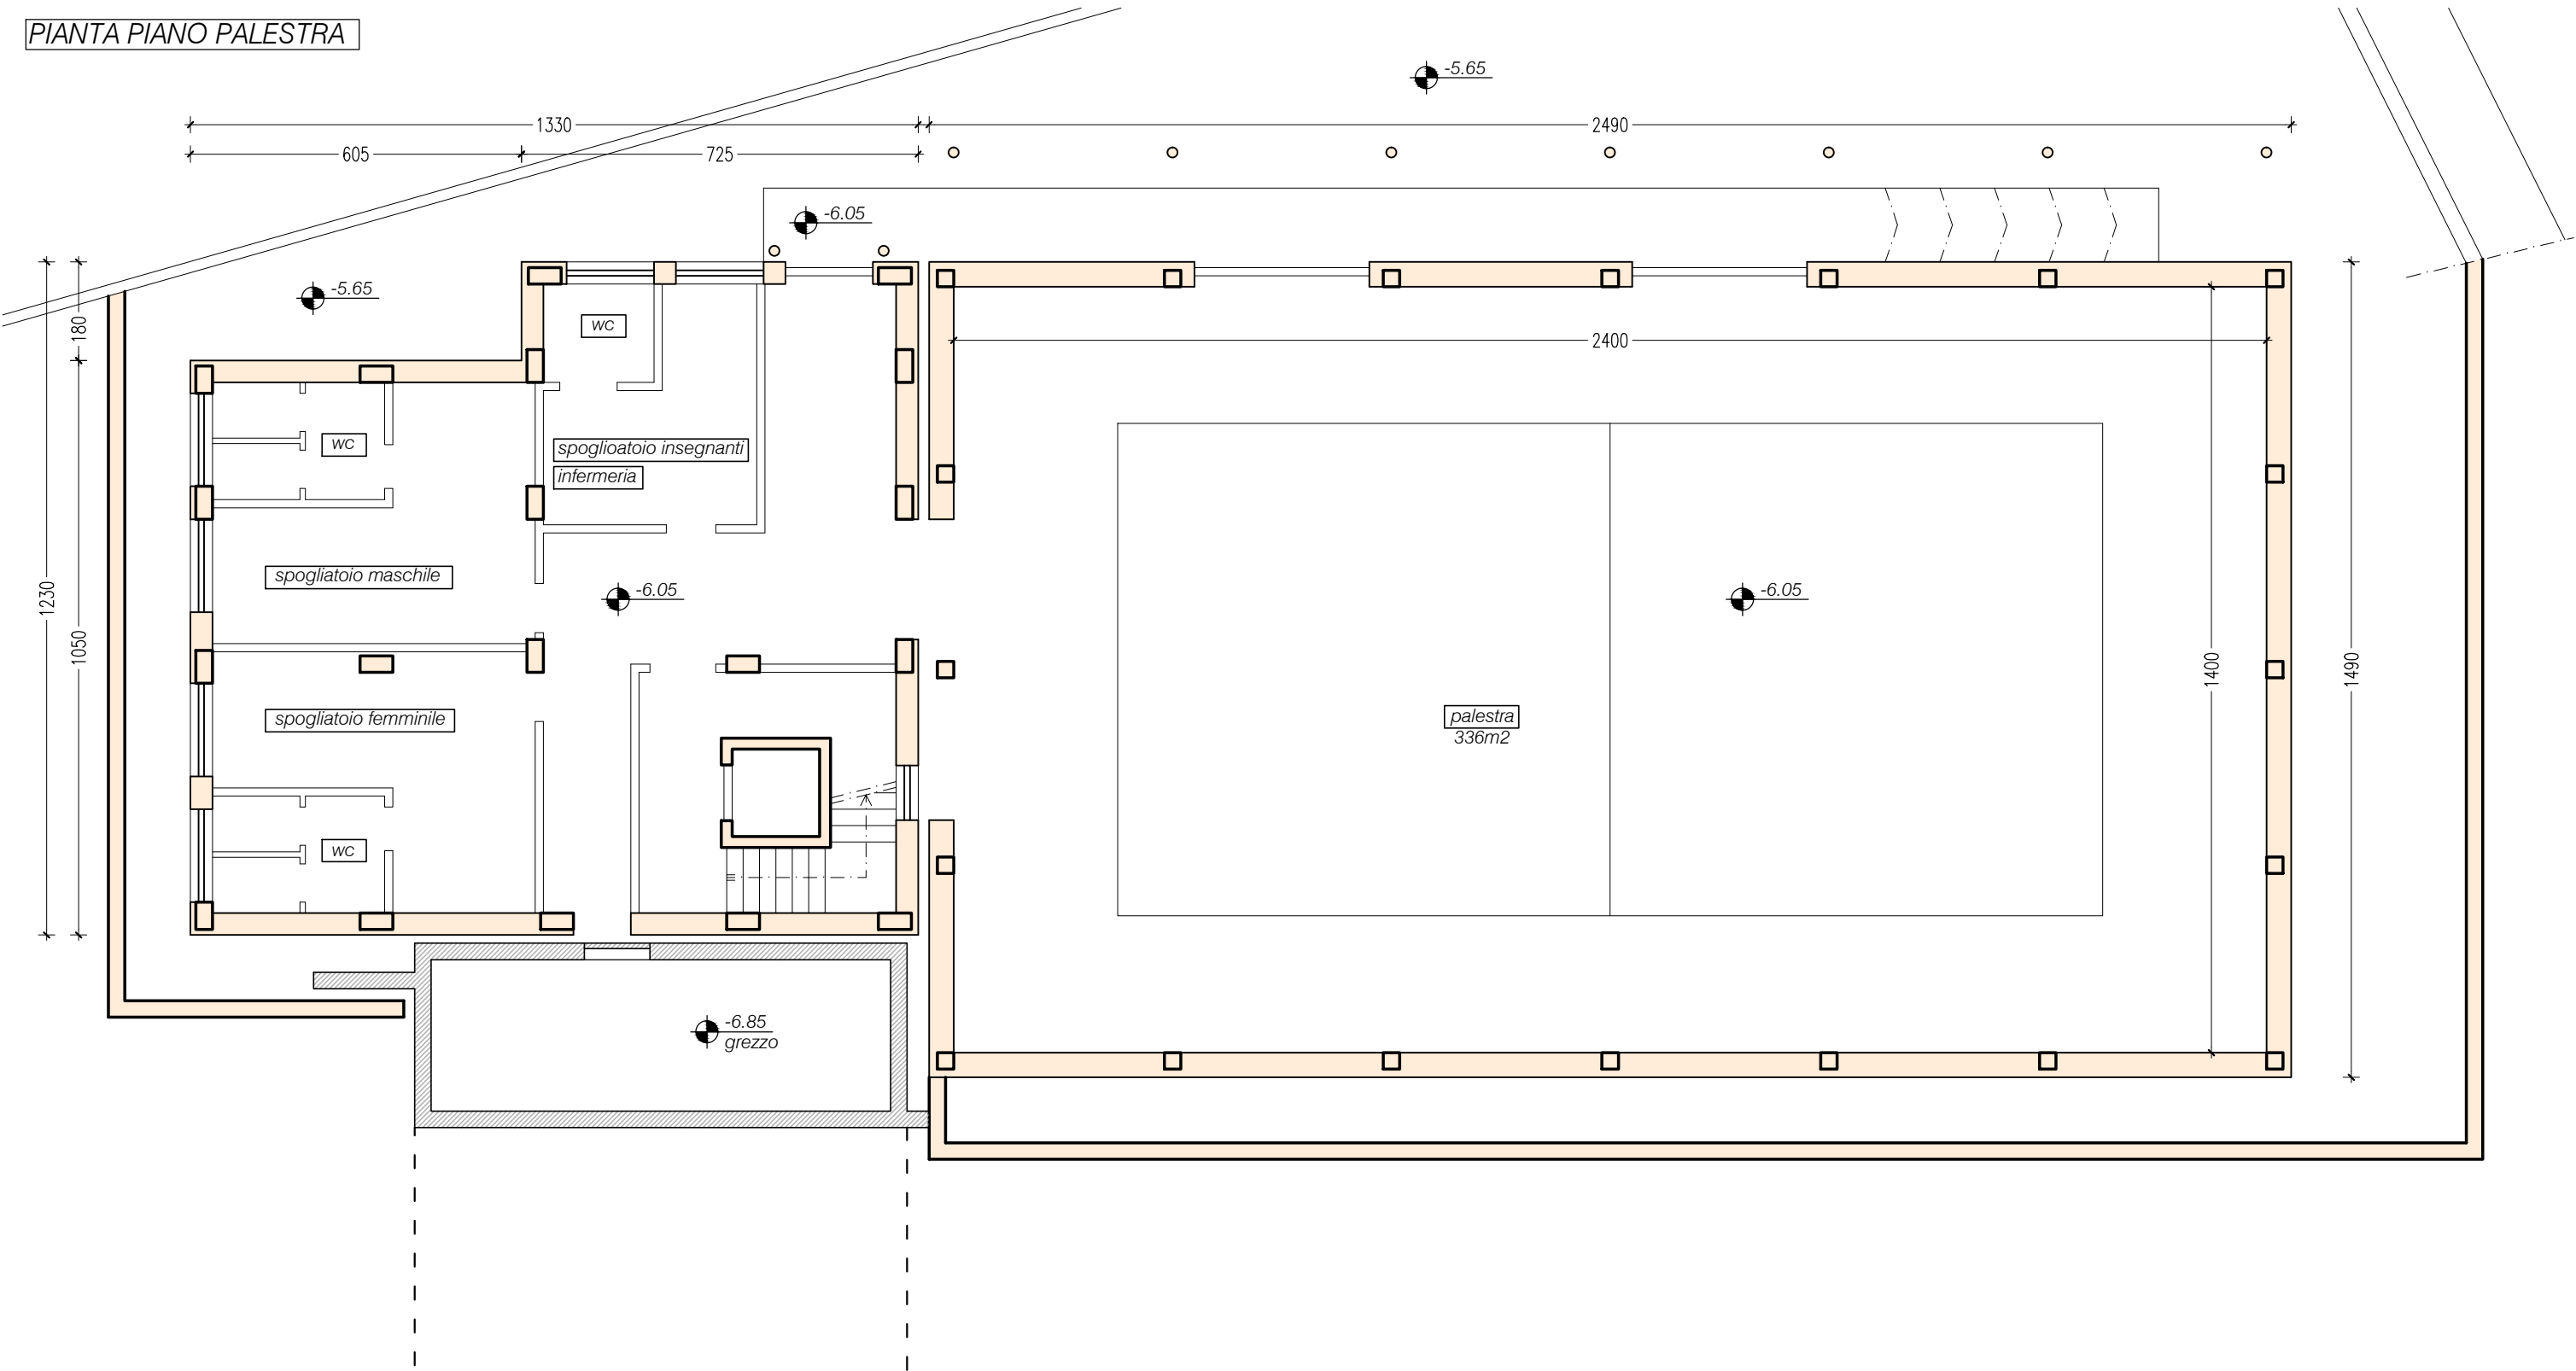 PIANTA PIANO PALESTRA
-5.65
1330
2490
605
725
-6.05
-5.65
180
WC
2400
WC
spoglioatoio insegnanti
infermeria
spogliatoio maschile
-6.05
-6.05
1230
1050
1400
1490
spogliatoio femminile
palestra
336m2
WC
-6.85
grezzo